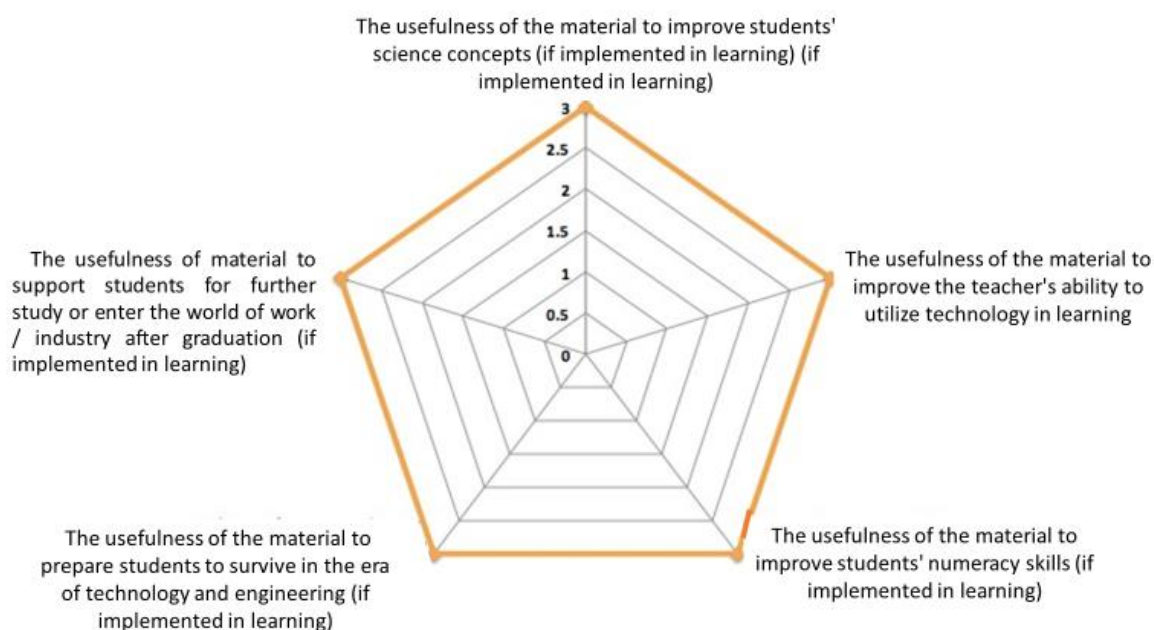 The usefulness of the material to improve students'
science concepts (if implemented in learning) (if
implemented in learning)
3
2.5
2
1.5
1
0.5
0
The usefulness of material to
support students for further
study or enter the world of work
/ industry after graduation (if
implemented in learning)
The usefulness of the material to
improve the teacher's ability to
utilize technology in learning
The usefulness of the material to
prepare students to survive in the era
of technology and engineering (if
implemented in learning)
The usefulness of the material to
improve students' numeracy skills (if
implemented in learning)